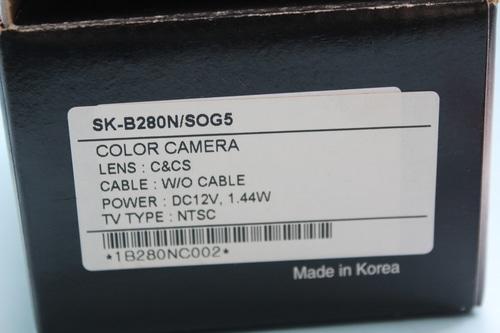 SK-B280N/SOG5
COLOR CAMERA
LENS : C&CS
CABLE : W/O CABLE
POWER : DC12V, 1.44W
TV TYPE : NTSC
*1B280NC002*
Made in Korea